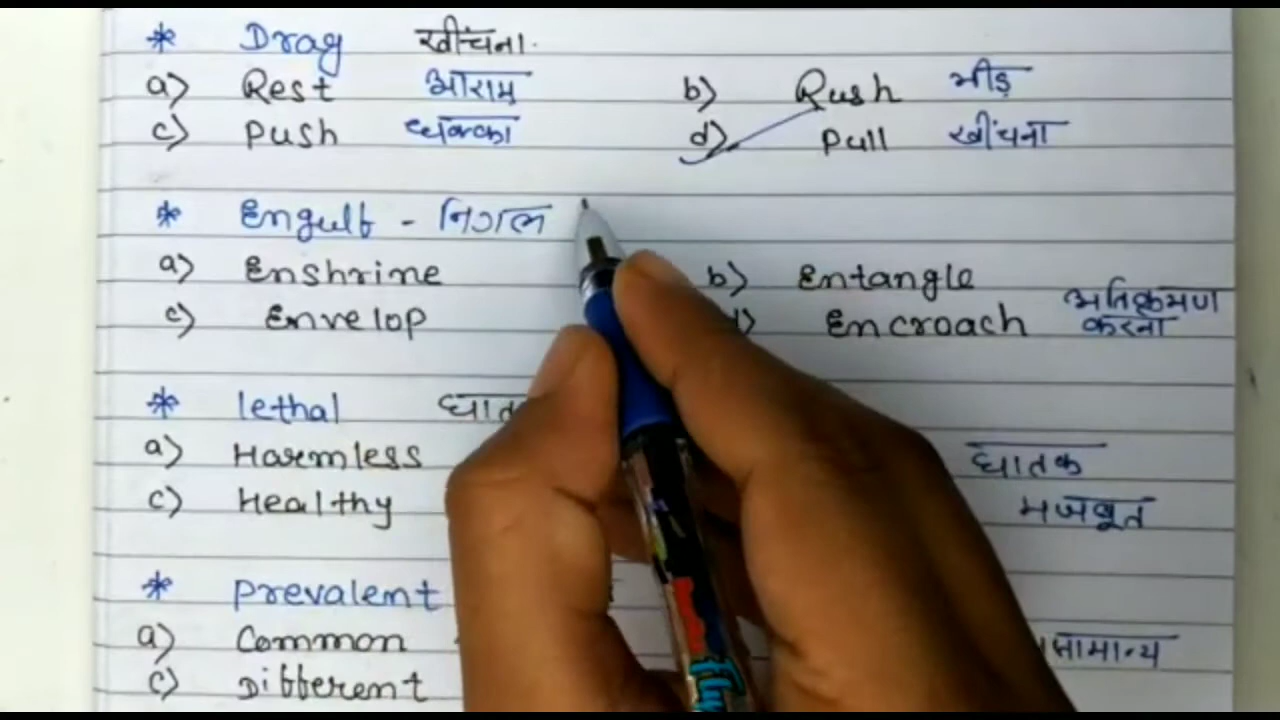 * Drag खींचना.
a) Rest आराम b) Rush भीड़
c) Push धक्का d) Pull खींचना
* Engulf - निगल
a) Enshrine b) Entangle
c) Envelop d) Encroach अतिक्रमण करना
* lethal
a) Harmless घातक
c) Healthy मजबूत
* Prevalent
a) Common सामान्य
c) Different